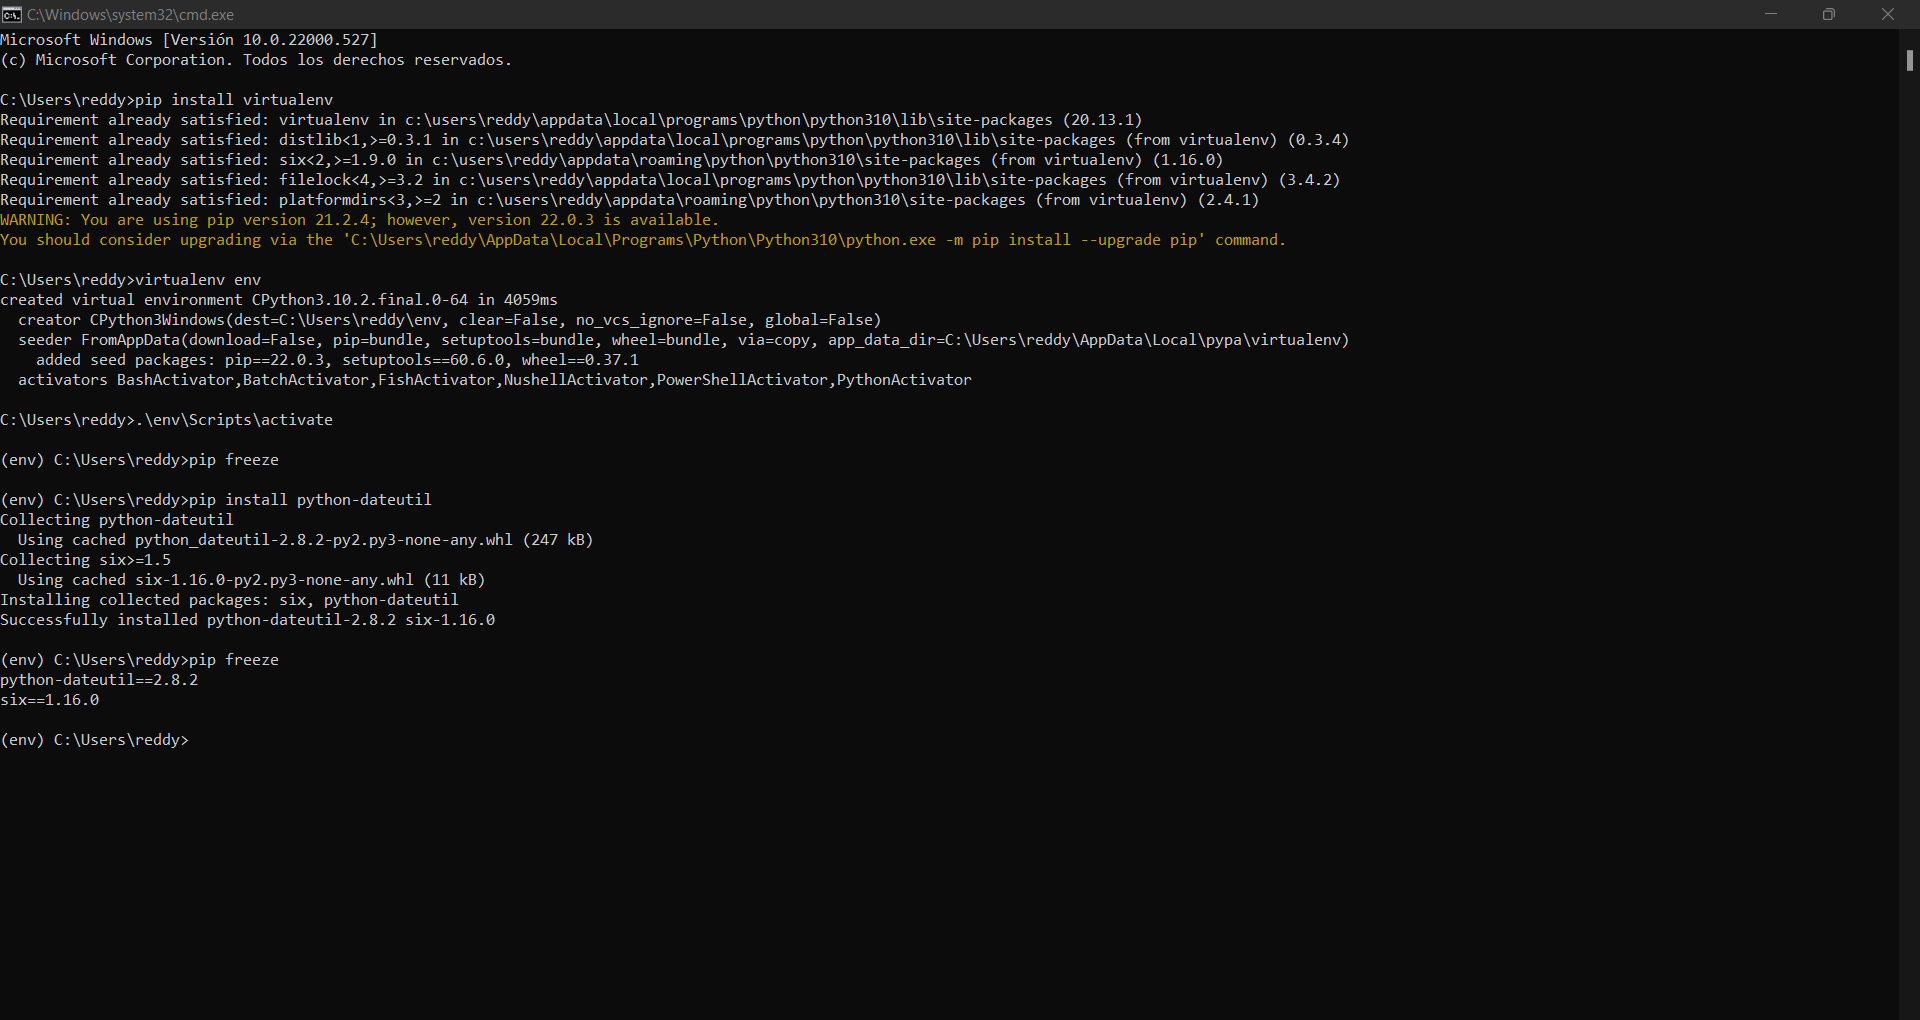 C:\Windows\system32\cmd.exe
Microsoft Windows [Versión 10.0.22000.527]
(c) Microsoft Corporation. Todos los derechos reservados.
C:\Users\reddy>pip install virtualenv
Requirement already satisfied: virtualenv in c:\users\reddy\appdata\local\programs\python\python310\lib\site-packages (20.13.1)
Requirement already satisfied: distlib<1,>=0.3.1 in c:\users\reddy\appdata\local\programs\python\python310\lib\site-packages (from virtualenv) (0.3.4)
Requirement already satisfied: six<2,>=1.9.0 in c:\users\reddy\appdata\roaming\python\python310\site-packages (from virtualenv) (1.16.0)
Requirement already satisfied: filelock<4,>=3.2 in c:\users\reddy\appdata\local\programs\python\python310\lib\site-packages (from virtualenv) (3.4.2)
Requirement already satisfied: platformdirs<3,>=2 in c:\users\reddy\appdata\roaming\python\python310\site-packages (from virtualenv) (2.4.1)
WARNING: You are using pip version 21.2.4; however, version 22.0.3 is available.
You should consider upgrading via the 'C:\Users\reddy\AppData\Local\Programs\Python\Python310\python.exe -m pip install --upgrade pip' command.
C:\Users\reddy>virtualenv env
created virtual environment CPython3.10.2.final.0-64 in 4059ms
  creator CPython3Windows(dest=C:\Users\reddy\env, clear=False, no_vcs_ignore=False, global=False)
  seeder FromAppData(download=False, pip=bundle, setuptools=bundle, wheel=bundle, via=copy, app_data_dir=C:\Users\reddy\AppData\Local\pypa\virtualenv)
    added seed packages: pip==22.0.3, setuptools==60.6.0, wheel==0.37.1
  activators BashActivator,BatchActivator,FishActivator,NushellActivator,PowerShellActivator,PythonActivator
C:\Users\reddy>.\env\Scripts\activate
(env) C:\Users\reddy>pip freeze
(env) C:\Users\reddy>pip install python-dateutil
Collecting python-dateutil
  Using cached python_dateutil-2.8.2-py2.py3-none-any.whl (247 kB)
Collecting six>=1.5
  Using cached six-1.16.0-py2.py3-none-any.whl (11 kB)
Installing collected packages: six, python-dateutil
Successfully installed python-dateutil-2.8.2 six-1.16.0
(env) C:\Users\reddy>pip freeze
python-dateutil==2.8.2
six==1.16.0
(env) C:\Users\reddy>